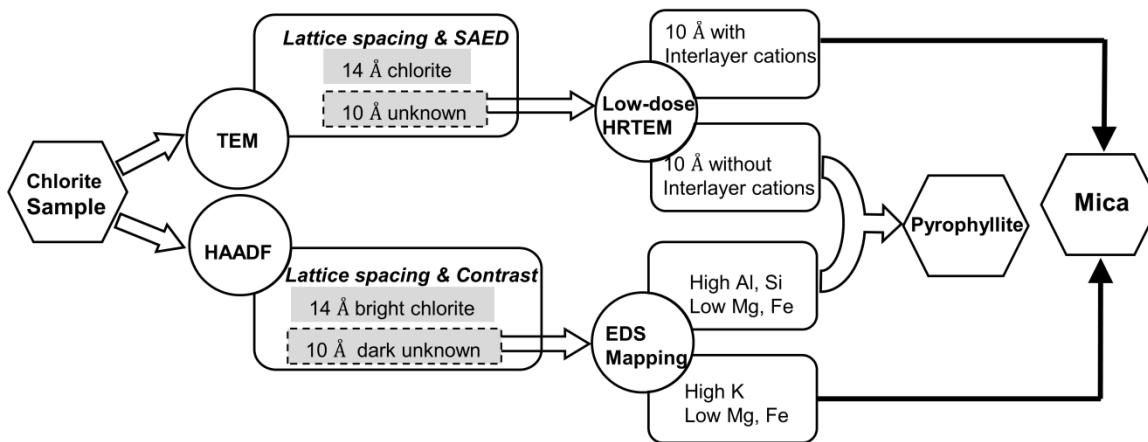 Chlorite
Sample
TEM
Lattice spacing & SAED
14 Å chlorite
10 Å unknown
Low-dose
HRTEM
10 Å with
Interlayer cations
10 Å without
Interlayer cations
HAADF
Lattice spacing & Contrast
14 Å bright chlorite
10 Å  dark unknown
EDS
Mapping
High Al, Si
Low Mg, Fe
High K
Low Mg, Fe
Pyrophyllite
Mica